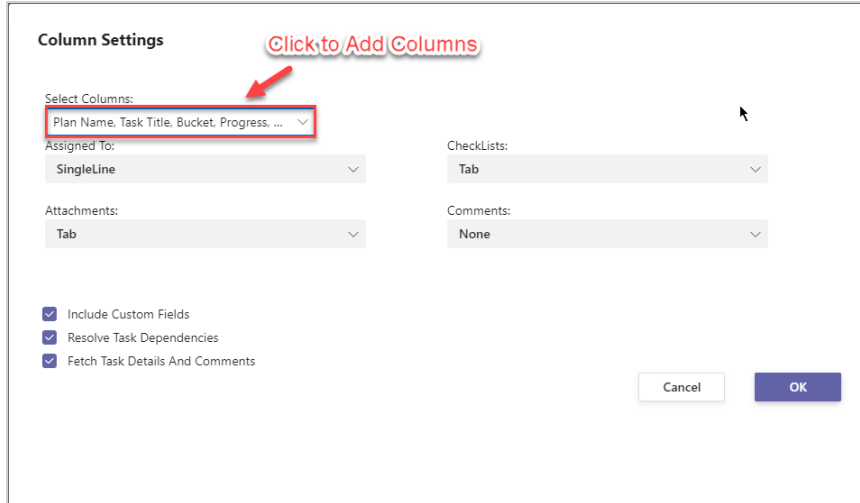 Column Settings
Click to Add Columns
Select Columns:
Plan Name, Task Title, Bucket, Progress, ...
Assigned To:
CheckLists:
SingleLine
Tab
Attachments:
Comments:
Tab
None
Include Custom Fields
Resolve Task Dependencies
Fetch Task Details And Comments
Cancel
OK